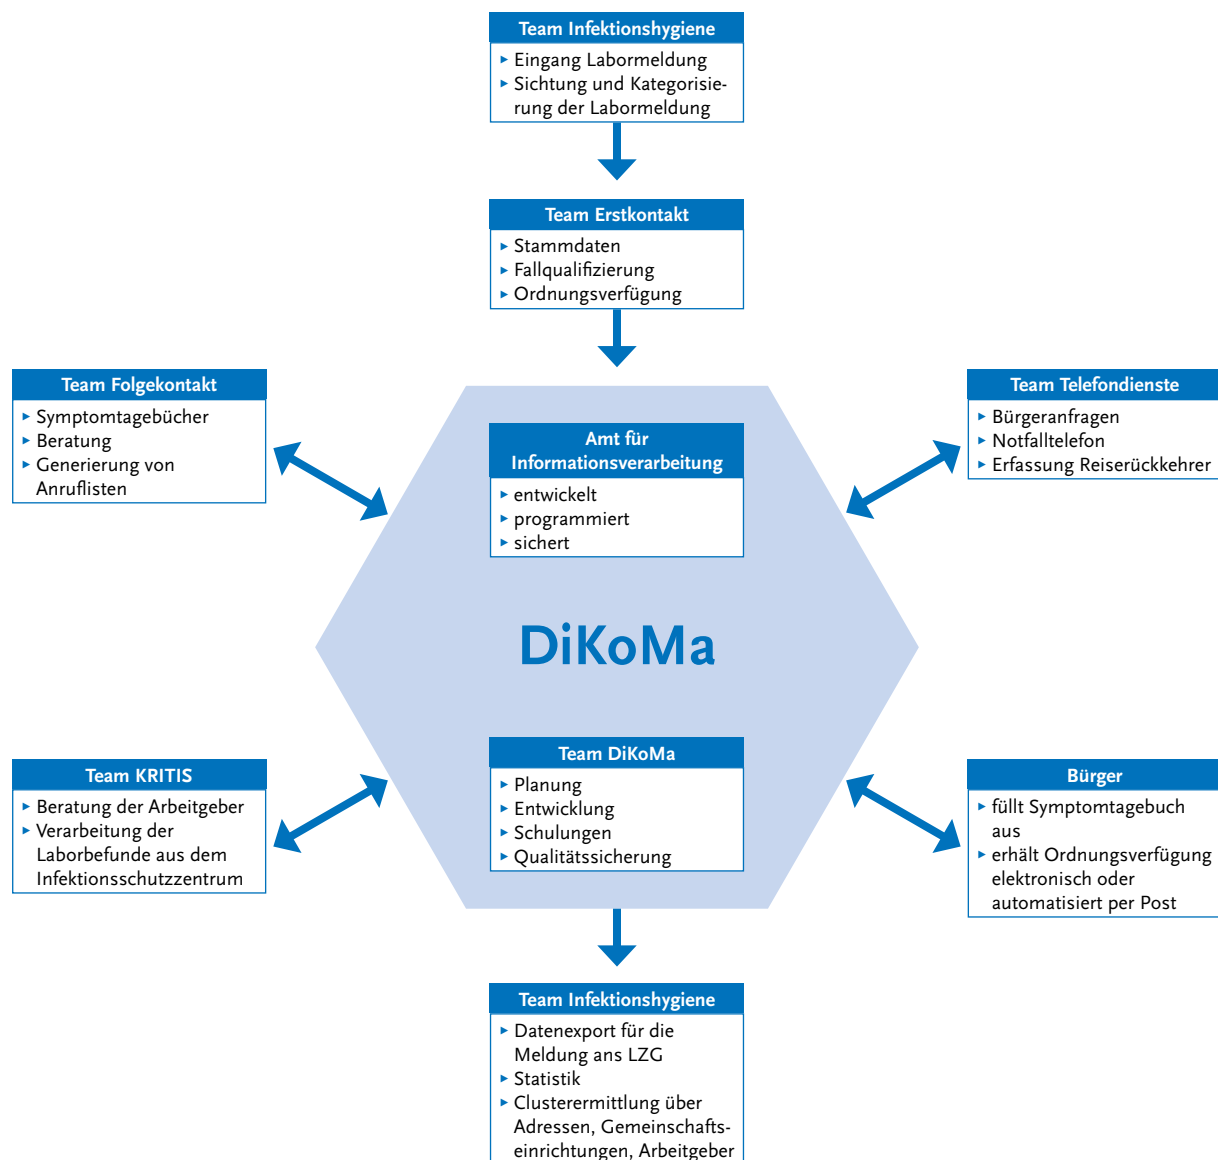 Team Infektionshygiene
▸ Eingang Labormeldung
▸ Sichtung und Kategorisie-
rung der Labormeldung
Team Erstkontakt
▸ Stammdaten
▸ Fallqualifizierung
▸ Ordnungsverfügung
Team Folgekontakt
▸ Symptomtagebücher
▸ Beratung
▸ Generierung von
Anruflisten
Amt für
Informationsverarbeitung
▸ entwickelt
▸ programmiert
▸ sichert
Team Telefondienste
▸ Bürgeranfragen
▸ Notfalltelefon
▸ Erfassung Reiserückkehrer
DiKoMa
Team KRITIS
▸ Beratung der Arbeitgeber
▸ Verarbeitung der
Laborbefunde aus dem
Infektionsschutzzentrum
Team DiKoMa
▸ Planung
▸ Entwicklung
▸ Schulungen
▸ Qualitätssicherung
Bürger
▸ füllt Symptomtagebuch
aus
▸ erhält Ordnungsverfügung
elektronisch oder
automatisiert per Post
Team Infektionshygiene
▸ Datenexport für die
Meldung ans LZG
▸ Statistik
▸ Clusterermittlung über
Adressen, Gemeinschafts-
einrichtungen, Arbeitgeber